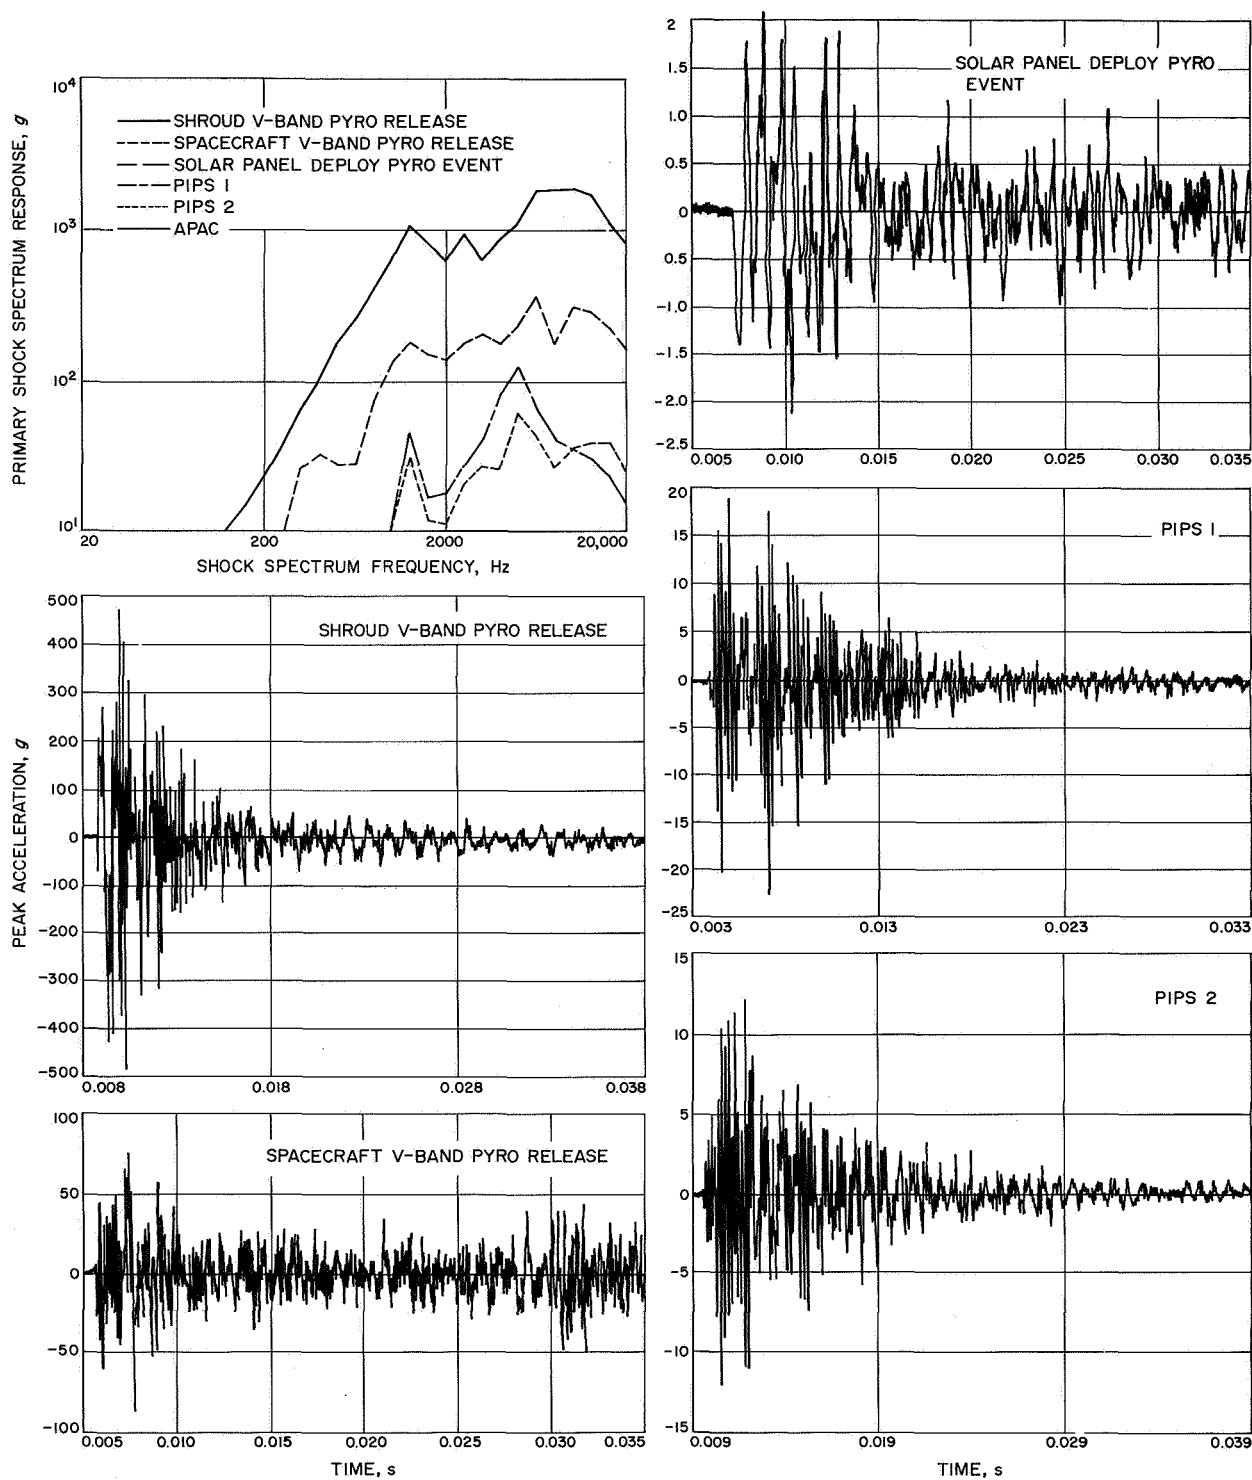 10⁴
10³
10²
10¹
PRIMARY SHOCK SPECTRUM RESPONSE, g
SHROUD V-BAND PYRO RELEASE
SPACECRAFT V-BAND PYRO RELEASE
SOLAR PANEL DEPLOY PYRO EVENT
PIPS 1
PIPS 2
APAC
20 200 2000 20,000
SHOCK SPECTRUM FREQUENCY, Hz
PEAK ACCELERATION, g
500
400
300
200
100
0
-100
-200
-300
-400
-500
SHROUD V-BAND PYRO RELEASE
0.008 0.018 0.028 0.038
100
50
0
-50
-100
SPACECRAFT V-BAND PYRO RELEASE
0.005 0.010 0.015 0.020 0.025 0.030 0.035
TIME, s
2
1.5
1.0
0.5
0
0.5
-1.0
-1.5
-2.0
-2.5
SOLAR PANEL DEPLOY PYRO
EVENT
0.005 0.010 0.015 0.020 0.025 0.030 0.035
20
15
10
5
0
-5
-10
-15
-20
-25
PIPS 1
0.003 0.013 0.023 0.033
15
10
5
0
-5
-10
-15
PIPS 2
0.009 0.019 0.029 0.039
TIME, s